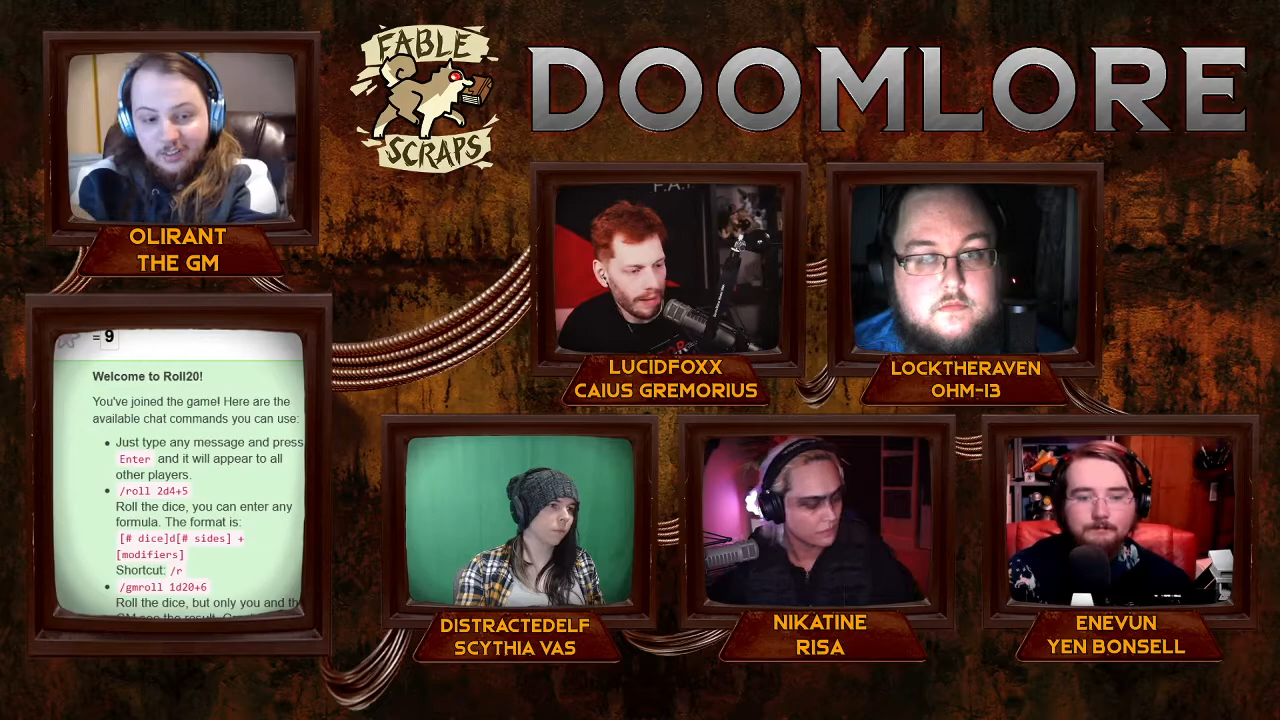 FABLE
SCRAPS
DOOMLORE
OLIRANT
THE GM
LUCIDFOXX
CAIUS GREMORIUS
LOCKTHERAVEN
OHM-13
= 9
Welcome to Roll20!
You've joined the game! Here are the
available chat commands you can use:
• Just type any message and press
Enter and it will appear to all
other players.
• /roll 2d4+5
Roll the dice, you can enter any
formula. The format is:
[# dice]d[# sides] +
[modifiers]
Shortcut: /r
• /gmroll 1d20+6
Roll the dice, but only you and th
GM see the result.
DISTRACTEDELF
SCYTHIA VAS
NIKATINE
RISA
ENEVUN
YEN BONSELL